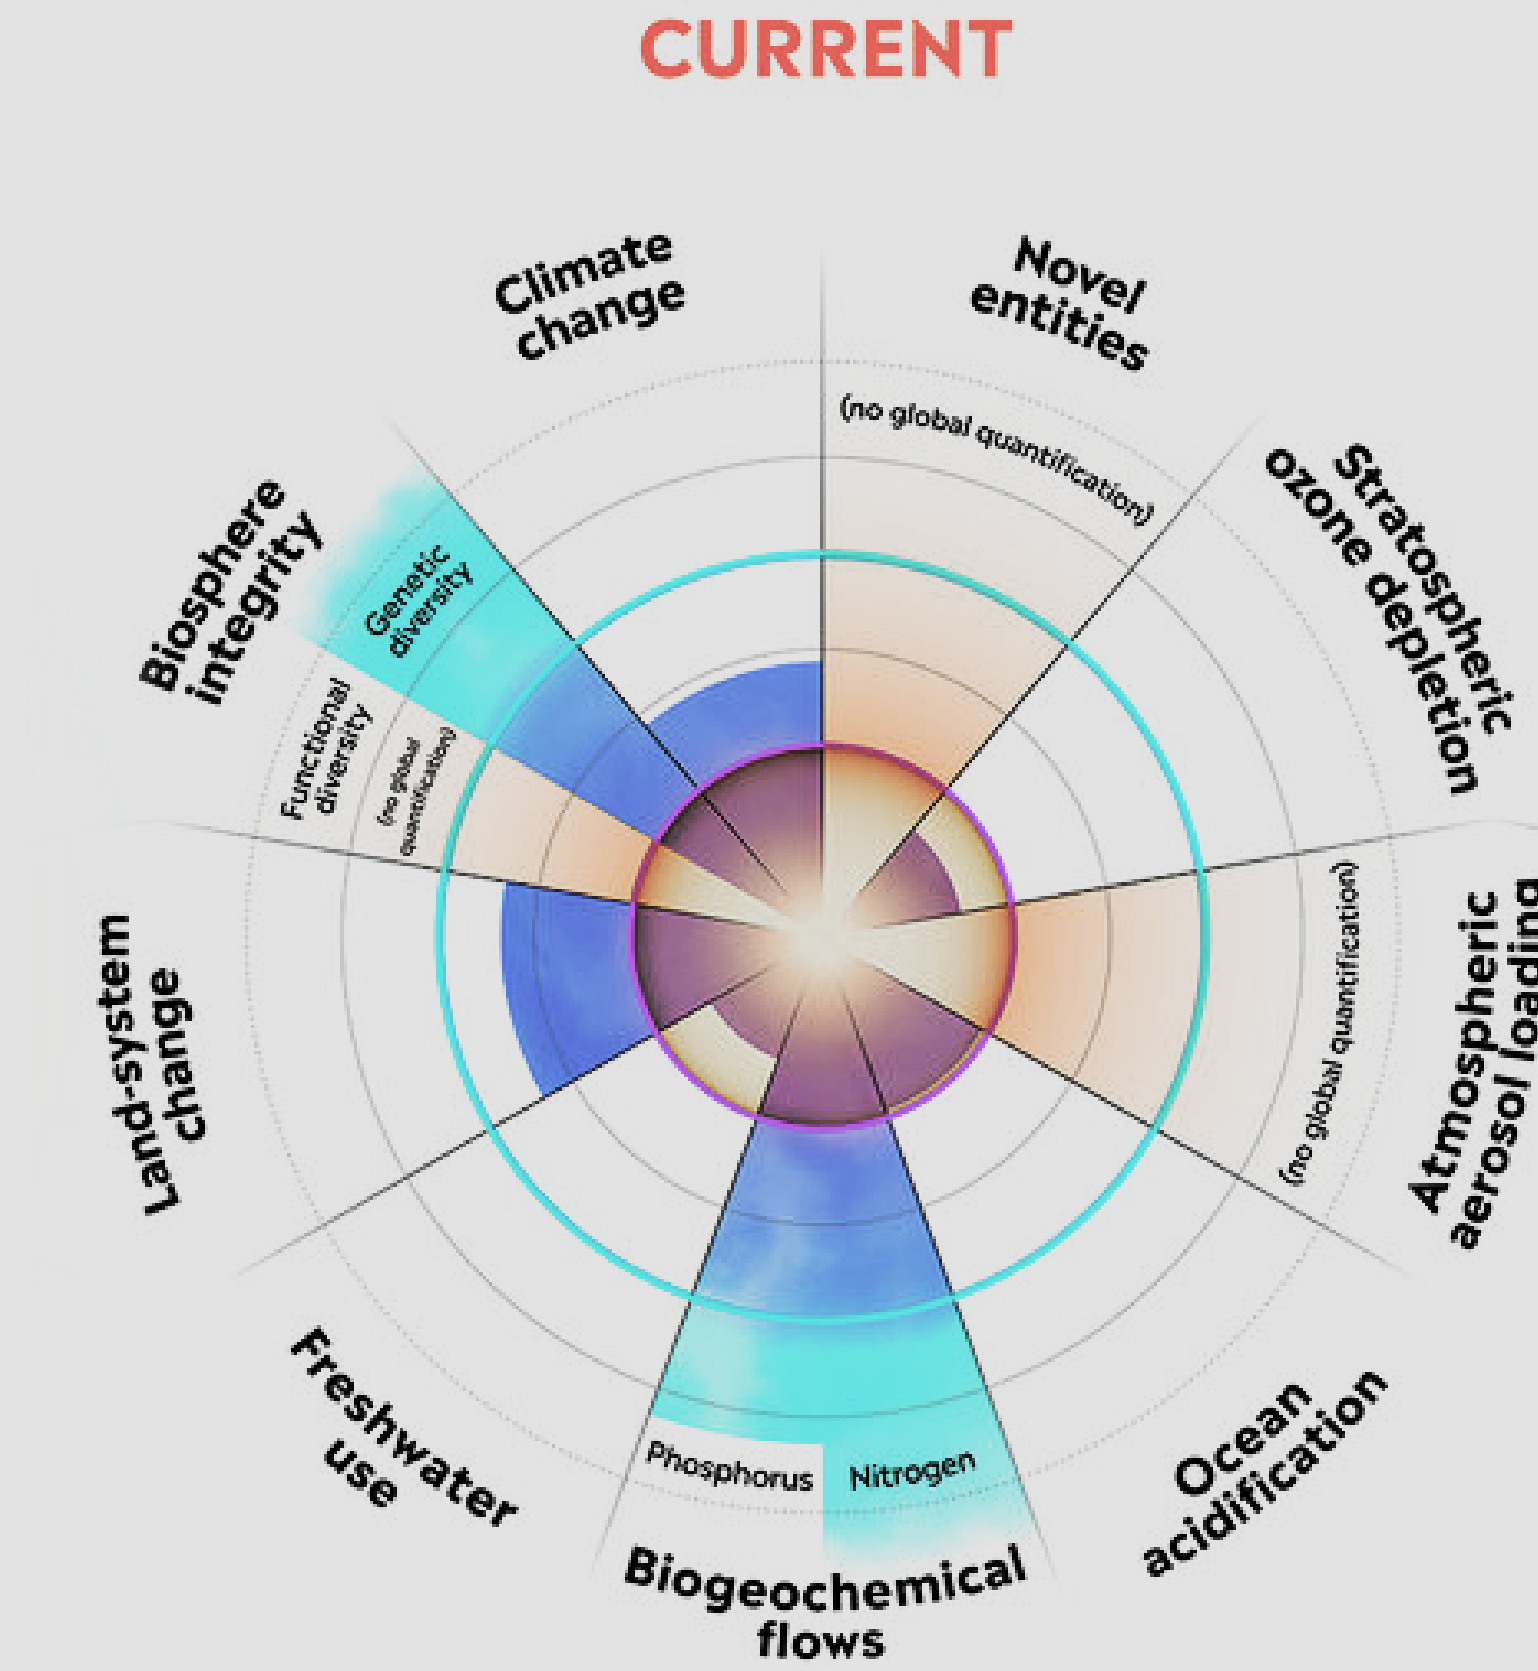 CURRENT
Climate
change
Novel
entities
(no global quantification)
Stratospheric
ozone depletion
Biosphere
integrity
Genetic
diversity
Functional
diversity
(no global
quantification)
Atmospheric
aerosol loading
(no global quantification)
Land-system
change
Freshwater
use
Phosphorus
Nitrogen
Biogeochemical
flows
Ocean
acidification